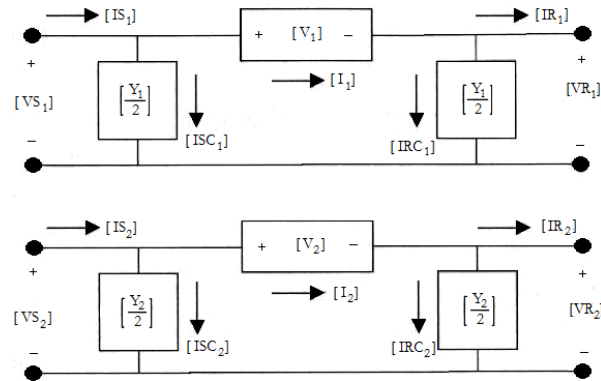 [IS₁] [IR₁]
+ [V₁] −
+ [Y₁/2] [I₁] [Y₁/2] +
[VS₁] [VR₁]
[ISC₁] [IRC₁]
− −
[IS₂] [IR₂]
+ [V₂] −
+ [Y₂/2] [I₂] [Y₂/2] +
[VS₂] [VR₂]
[ISC₂] [IRC₂]
− −